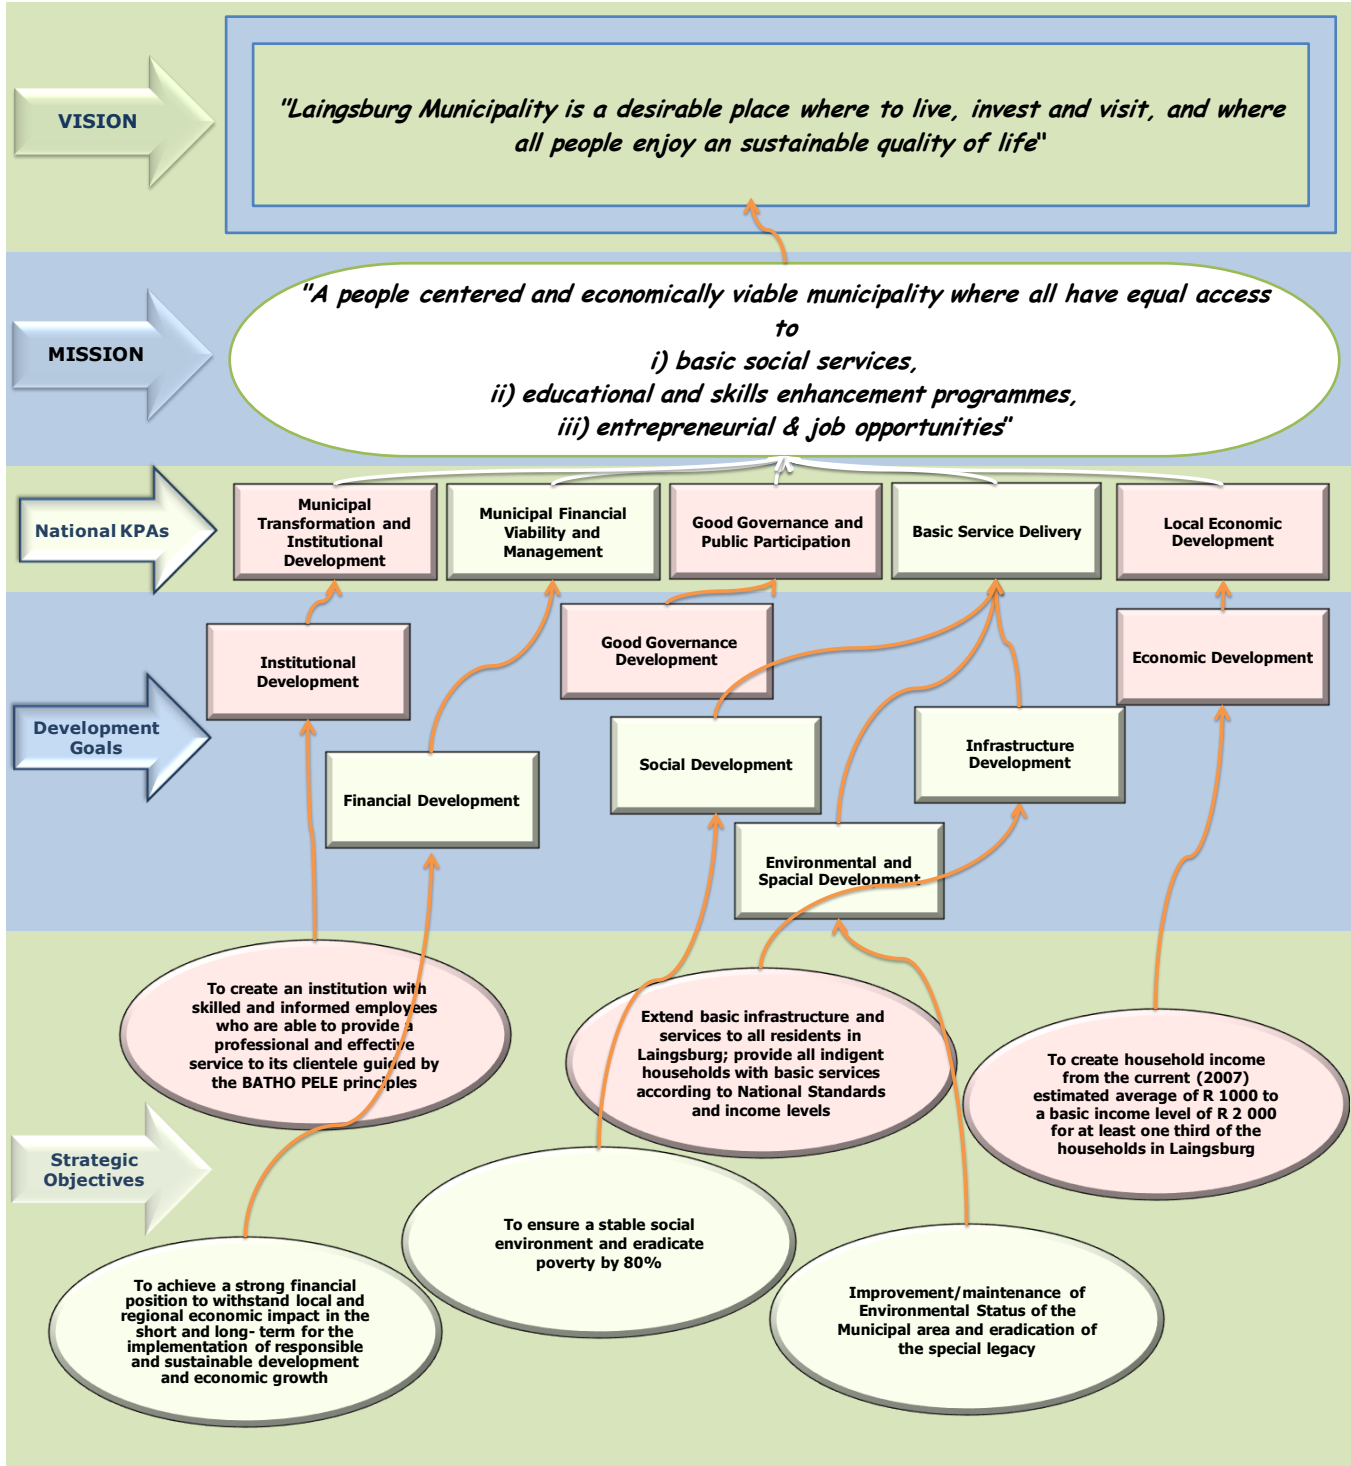 VISION
"Laingsburg Municipality is a desirable place where to live, invest and visit, and where
all people enjoy an sustainable quality of life"
MISSION
"A people centered and economically viable municipality where all have equal access
to
i) basic social services,
ii) educational and skills enhancement programmes,
iii) entrepreneurial & job opportunities"
National KPAs
Municipal
Transformation and
Institutional
Development
Municipal Financial
Viability and
Management
Good Governance and
Public Participation
Basic Service Delivery
Local Economic
Development
Development
Goals
Institutional
Development
Good Governance
Development
Economic Development
Financial Development
Social Development
Infrastructure
Development
Environmental and
Spacial Development
Strategic
Objectives
To create an institution with
skilled and informed employees
who are able to provide a
professional and effective
service to its clientele guided by
the BATHO PELE principles
Extend basic infrastructure and
services to all residents in
Laingsburg; provide all indigent
households with basic services
according to National Standards
and income levels
To create household income
from the current (2007)
estimated average of R 1000 to
a basic income level of R 2 000
for at least one third of the
households in Laingsburg
To ensure a stable social
environment and eradicate
poverty by 80%
To achieve a strong financial
position to withstand local and
regional economic impact in the
short and long- term for the
implementation of responsible
and sustainable development
and economic growth
Improvement/maintenance of
Environmental Status of the
Municipal area and eradication of
the special legacy